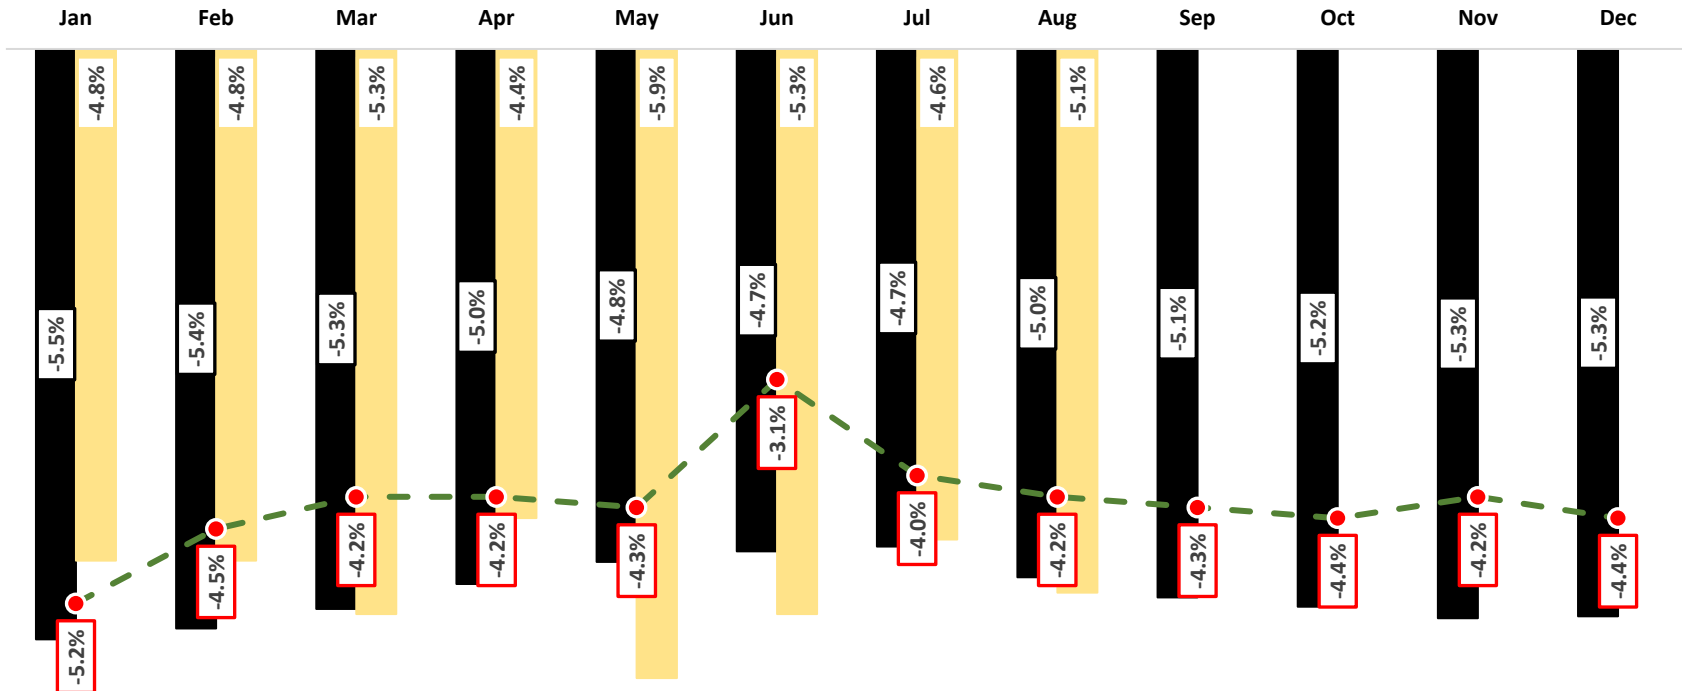 Jan Feb Mar Apr May Jun Jul Aug Sep Oct Nov Dec
-4.8% -4.8% -5.3% -4.4% -5.9% -5.3% -4.6% -5.1%
-5.5% -5.4% -5.3% -5.0% -4.8% -4.7% -4.7% -5.0% -5.1% -5.2% -5.3% -5.3%
-5.2% -4.5% -4.2% -4.2% -4.3% -3.1% -4.0% -4.2% -4.3% -4.4% -4.2% -4.4%